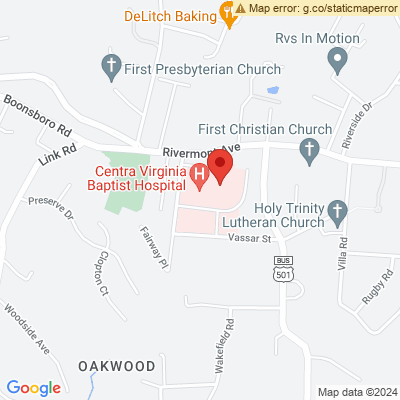 Map error: g.co/staticmaperror
DeLitch Baking
Rvs In Motion
First Presbyterian Church
Boonsboro Rd
Riverside Dr
First Christian Church
Rivermont Ave
Link Rd
Centra Virginia
Baptist Hospital
H
Preserve Dr
Holy Trinity
Lutheran Church
Vassar St
Fairway Pl
Clopton Ct
BUS
501
Villa Rd
Rugby Rd
Woodside Ave
Wakefield Rd
OAKWOOD
Google
Map data ©2024